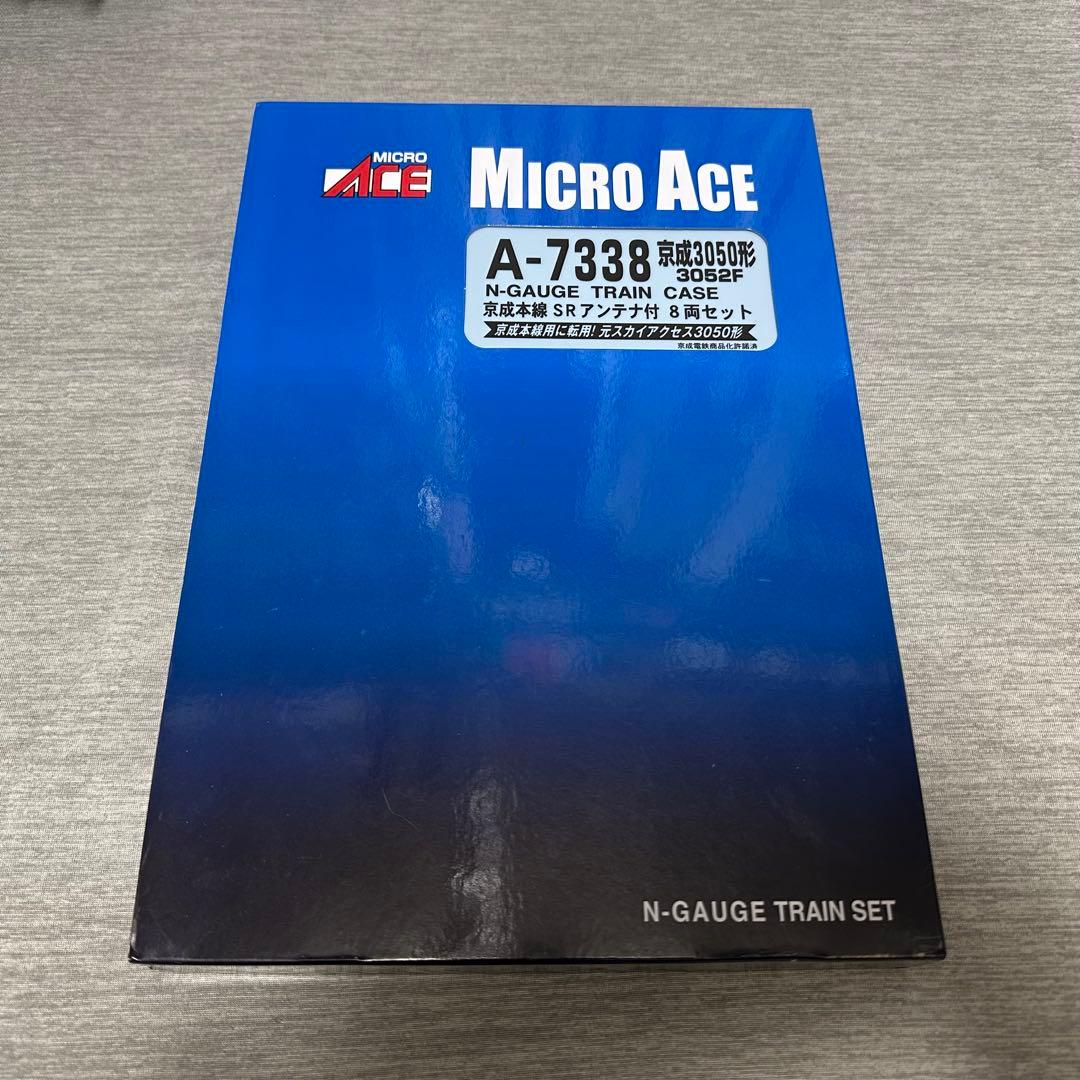 MICRO
ACE
MICRO ACE
A-7338 京成3050形
3052F
N-GAUGE TRAIN CASE
京成本線 SRアンテナ付 8両セット
京成本線用に転用! 元スカイアクセス3050形
京成電鉄商品化許諾済
N-GAUGE TRAIN SET